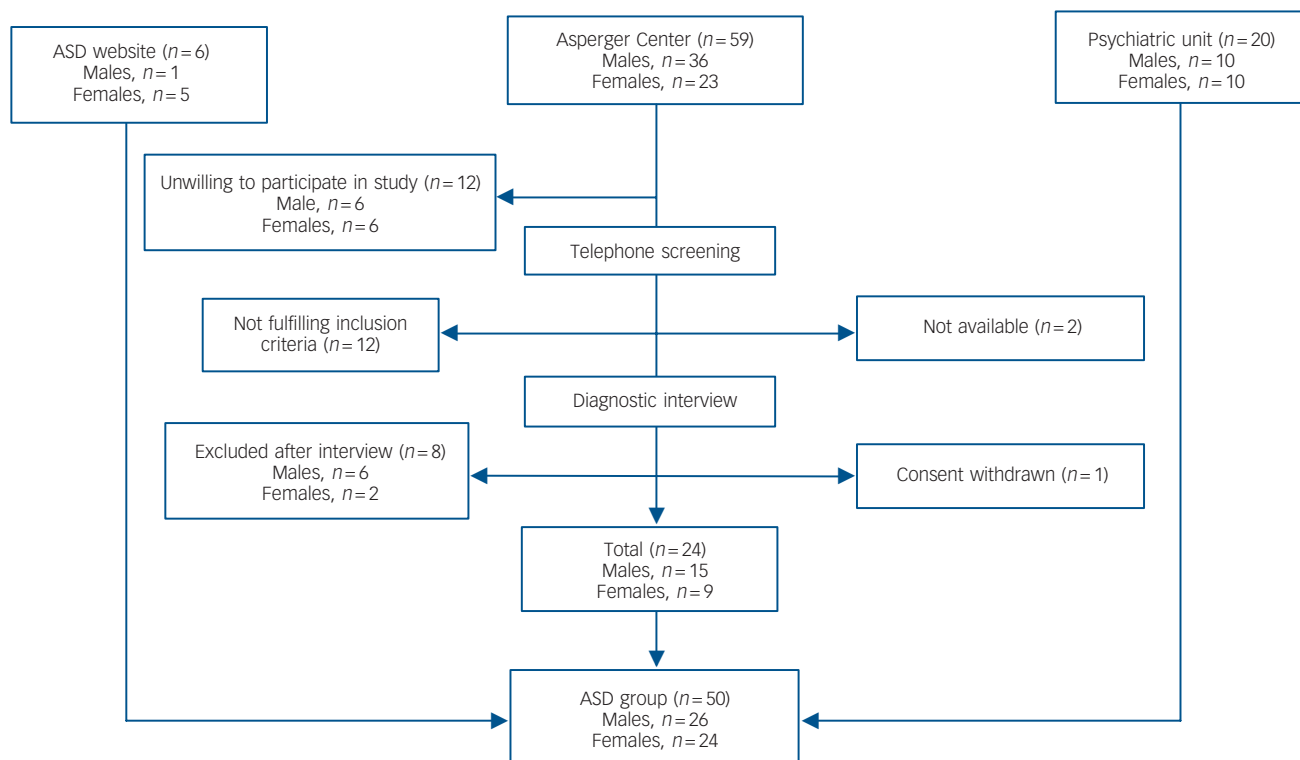 ASD website (n=6)
Males, n=1
Females, n=5
Asperger Center (n=59)
Males, n=36
Females, n=23
Psychiatric unit (n=20)
Males, n=10
Females, n=10
Unwilling to participate in study (n=12)
Male, n=6
Females, n=6
Telephone screening
Not fulfilling inclusion
criteria (n=12)
Not available (n=2)
Diagnostic interview
Excluded after interview (n=8)
Males, n=6
Females, n=2
Consent withdrawn (n=1)
Total (n=24)
Males, n=15
Females, n=9
ASD group (n=50)
Males, n=26
Females, n=24